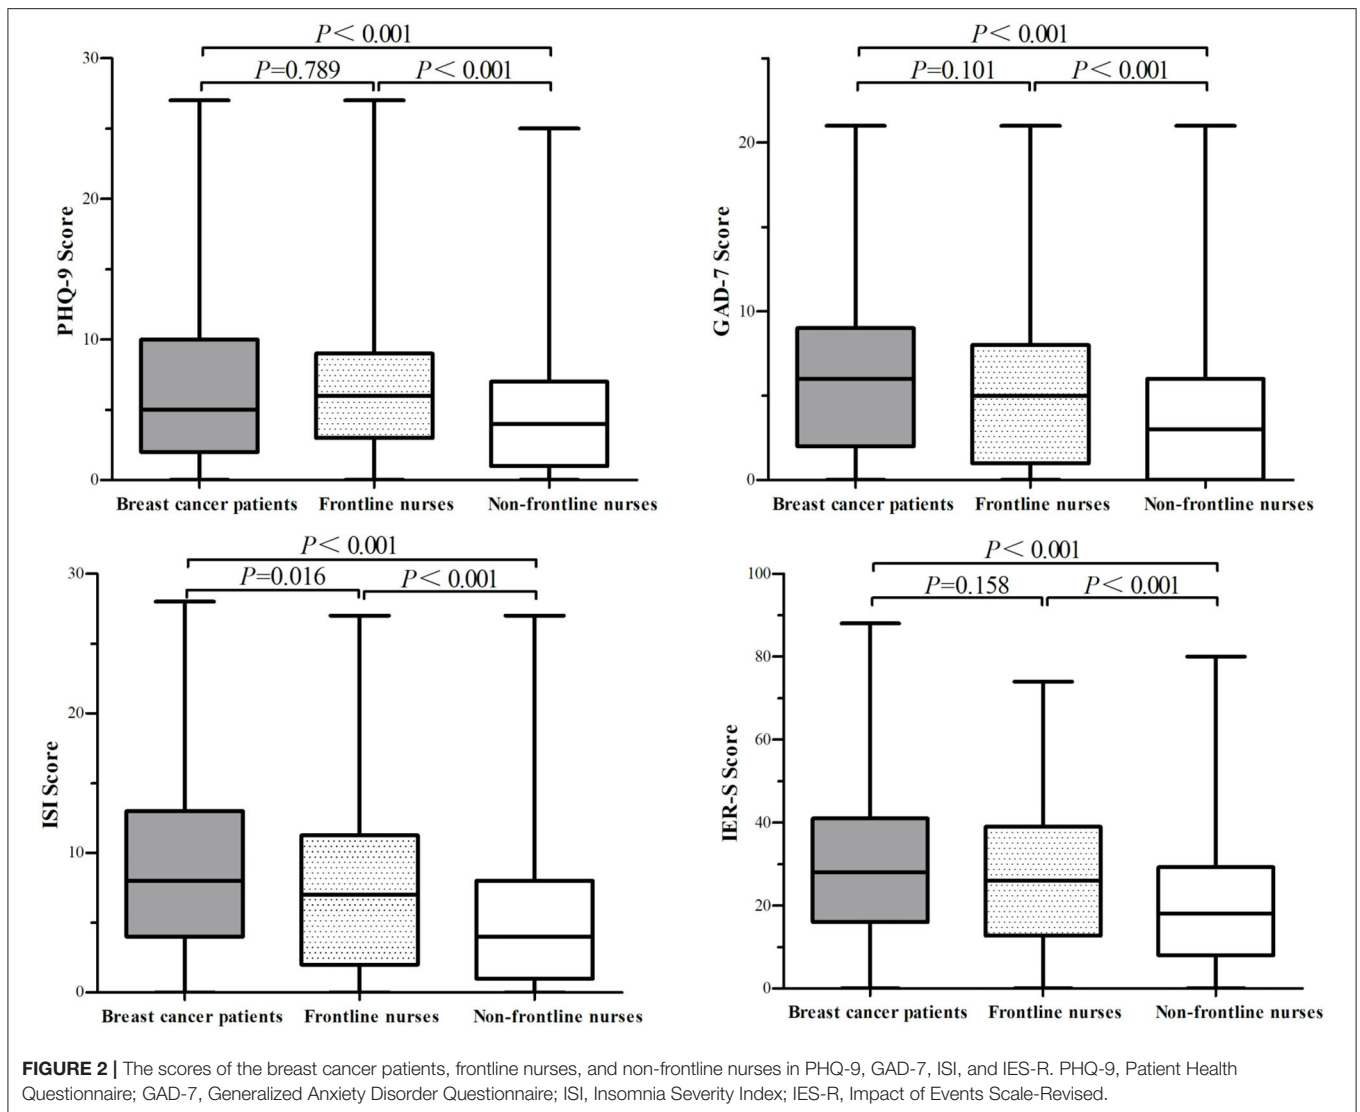 P< 0.001
P=0.789
P< 0.001
30
20
10
0
PHQ-9 Score
Breast cancer patients
Frontline nurses
Non-frontline nurses
P< 0.001
P=0.101
P< 0.001
20
10
0
GAD-7 Score
Breast cancer patients
Frontline nurses
Non-frontline nurses
P< 0.001
P=0.016
P< 0.001
30
20
10
0
ISI Score
Breast cancer patients
Frontline nurses
Non-frontline nurses
P< 0.001
P=0.158
P< 0.001
100
80
60
40
20
0
IER-S Score
Breast cancer patients
Frontline nurses
Non-frontline nurses
FIGURE 2 | The scores of the breast cancer patients, frontline nurses, and non-frontline nurses in PHQ-9, GAD-7, ISI, and IES-R. PHQ-9, Patient Health
Questionnaire; GAD-7, Generalized Anxiety Disorder Questionnaire; ISI, Insomnia Severity Index; IES-R, Impact of Events Scale-Revised.